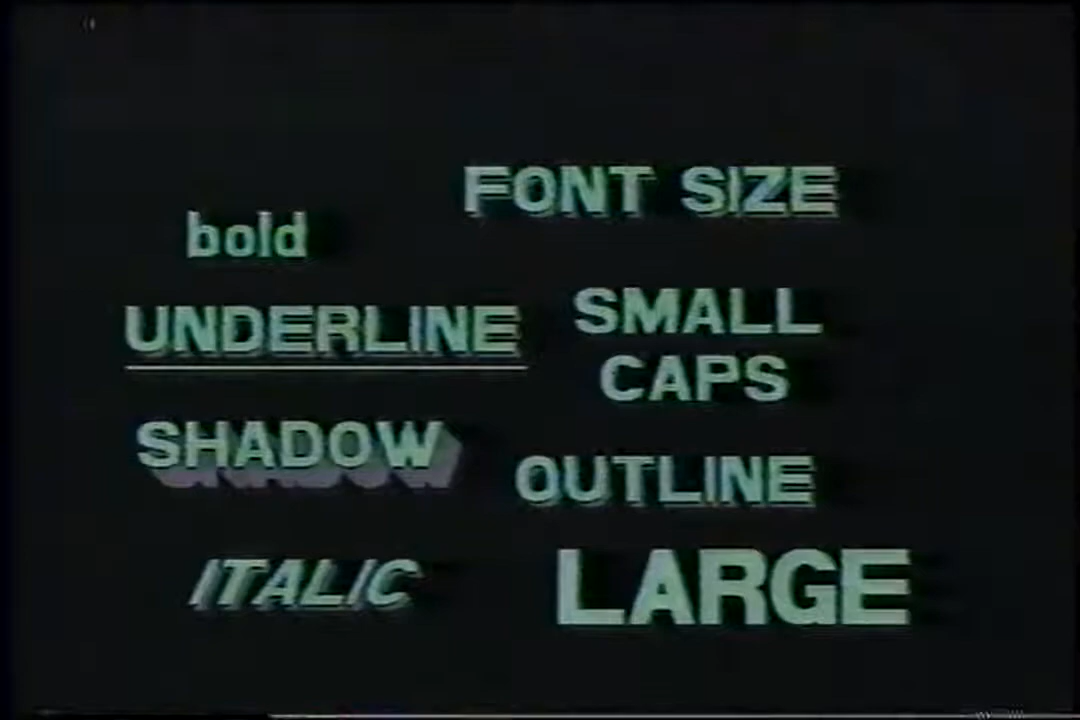 FONT SIZE
bold
UNDERLINE
SMALL
CAPS
SHADOW
OUTLINE
ITALIC
LARGE